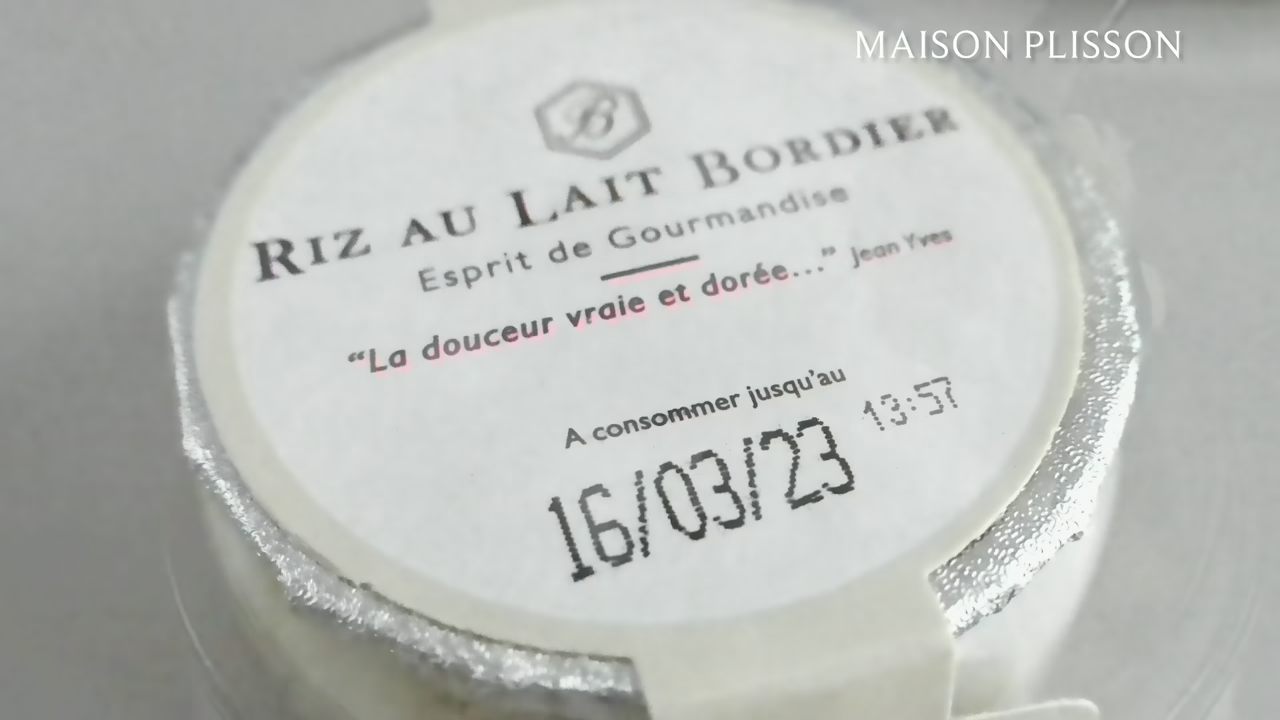 MAISON PLISSON
B
RIZ AU LAIT BORDIER
Esprit de Gourmandise
“La douceur vraie et dorée...” Jean Yves
A consommer jusqu'au
16/03/23 13:57